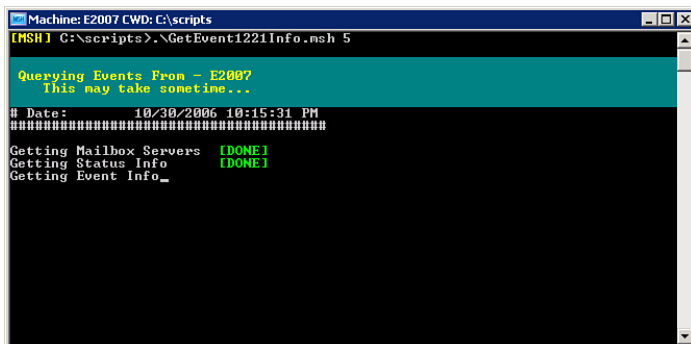 Machine: E2007 CWD: C:\scripts
[MSH] C:\scripts>.\GetEvent1221Info.msh 5
Querying Events From - E2007
This may take sometime...
# Date: 10/30/2006 10:15:31 PM
#######################################
Getting Mailbox Servers [DONE]
Getting Status Info [DONE]
Getting Event Info_